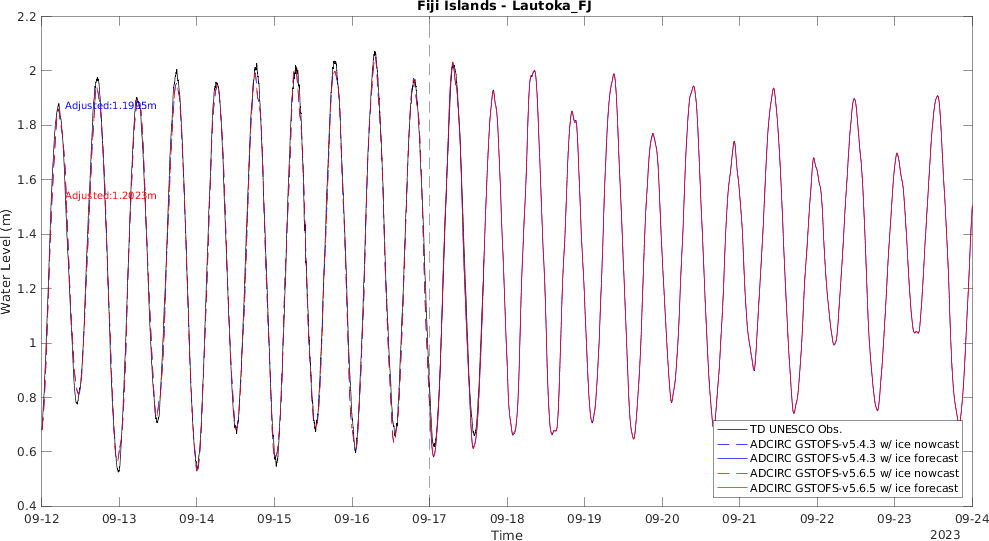 Fiji Islands - Lautoka_FJ
2.2
2
1.8
1.6
1.4
1.2
1
0.8
0.6
0.4
Water Level (m)
Adjusted:1.1995m
Adjusted:1.2023m
TD UNESCO Obs.
ADCIRC GSTOFS-v5.4.3 w/ ice nowcast
ADCIRC GSTOFS-v5.4.3 w/ ice forecast
ADCIRC GSTOFS-v5.6.5 w/ ice nowcast
ADCIRC GSTOFS-v5.6.5 w/ ice forecast
09-12 09-13 09-14 09-15 09-16 09-17 09-18 09-19 09-20 09-21 09-22 09-23 09-24
Time
2023